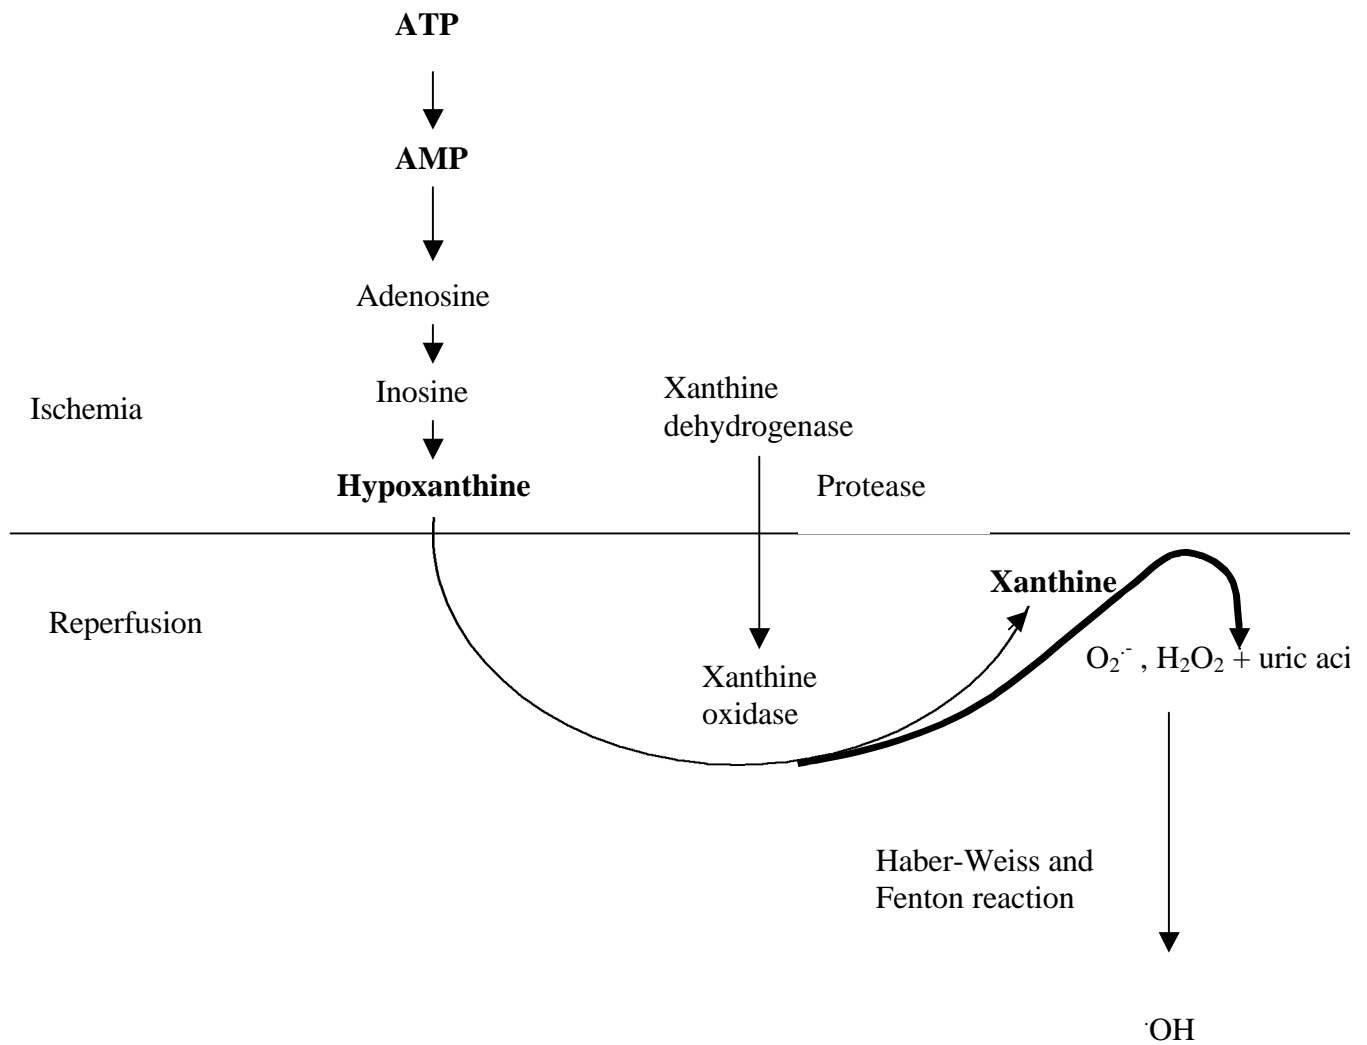 ATP
AMP
Adenosine
Inosine
Xanthine
dehydrogenase
Ischemia
Hypoxanthine
Protease
Xanthine
Reperfusion
O₂·⁻ , H₂O₂ + uric aci
Xanthine
oxidase
Haber-Weiss and
Fenton reaction
·OH